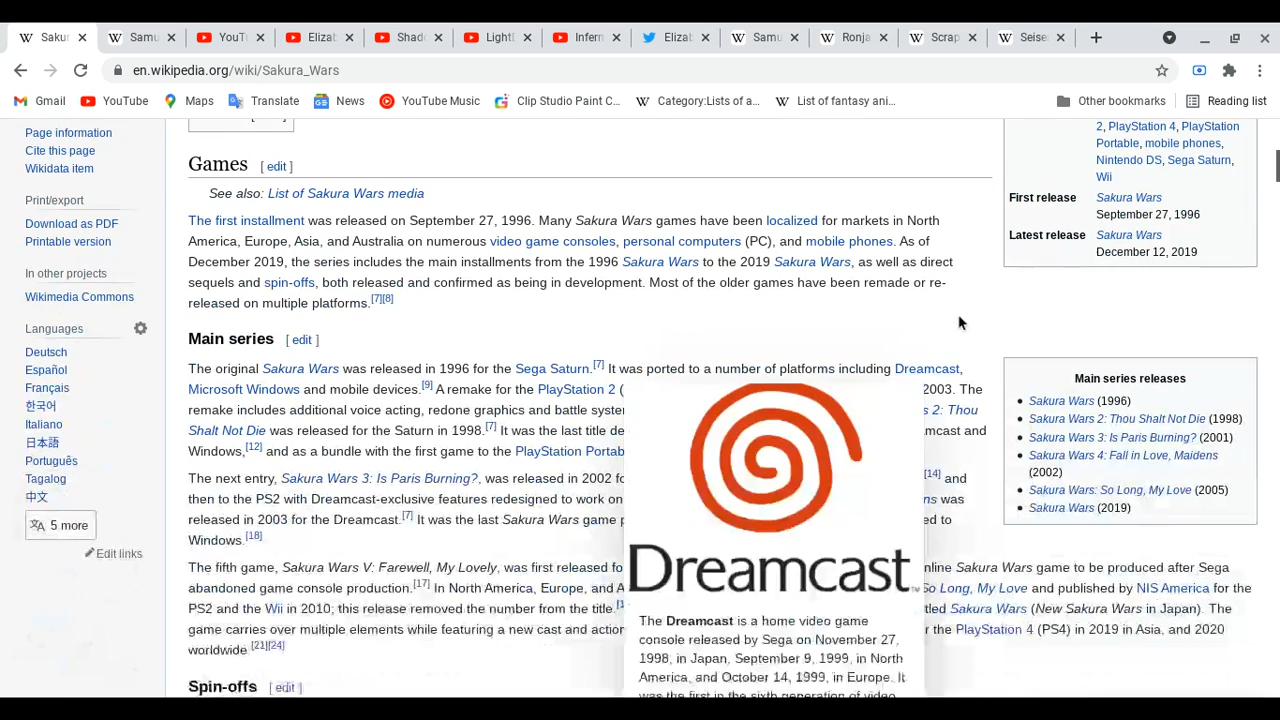 Sakur
Samu
YouTu
Elizab
Shado
LightL
Infern
Elizab
Samu
Ronja
Scrap
Seise
en.wikipedia.org/wiki/Sakura_Wars
Gmail
YouTube
Maps
Translate
News
YouTube Music
Clip Studio Paint C...
Category:Lists of a...
List of fantasy ani...
Other bookmarks
Reading list
Page information
Cite this page
Wikidata item
Print/export
Download as PDF
Printable version
In other projects
Wikimedia Commons
Languages
Deutsch
Español
Français
한국어
Italiano
日本語
Português
Tagalog
中文
5 more
Edit links
Games [ edit ]
See also: List of Sakura Wars media
The first installment was released on September 27, 1996. Many Sakura Wars games have been localized for markets in North
America, Europe, Asia, and Australia on numerous video game consoles, personal computers (PC), and mobile phones. As of
December 2019, the series includes the main installments from the 1996 Sakura Wars to the 2019 Sakura Wars, as well as direct
sequels and spin-offs, both released and confirmed as being in development. Most of the older games have been remade or re-
released on multiple platforms.[7][8]
Main series [ edit ]
The original Sakura Wars was released in 1996 for the Sega Saturn.[7] It was ported to a number of platforms including Dreamcast,
Microsoft Windows and mobile devices.[9] A remake for the PlayStation 2 ( 2003. The
remake includes additional voice acting, redone graphics and battle syster s 2: Thou
Shalt Not Die was released for the Saturn in 1998.[7] It was the last title de mcast and
Windows,[12] and as a bundle with the first game to the PlayStation Portab
The next entry, Sakura Wars 3: Is Paris Burning?, was released in 2002 fo [14] and
then to the PS2 with Dreamcast-exclusive features redesigned to work on ns was
released in 2003 for the Dreamcast.[7] It was the last Sakura Wars game p ed to
Windows.[18]
The fifth game, Sakura Wars V: Farewell, My Lovely, was first released fo nline Sakura Wars game to be produced after Sega
abandoned game console production.[17] In North America, Europe, and A So Long, My Love and published by NIS America for the
PS2 and the Wii in 2010; this release removed the number from the title.[1 tled Sakura Wars (New Sakura Wars in Japan). The
game carries over multiple elements while featuring a new cast and action r the PlayStation 4 (PS4) in 2019 in Asia, and 2020
worldwide.[21][24]
Spin-offs [ edit ]
Dreamcast
The Dreamcast is a home video game
console released by Sega on November 27,
1998, in Japan, September 9, 1999, in North
America, and October 14, 1999, in Europe. It
was the first in the sixth generation of video
2, PlayStation 4, PlayStation
Portable, mobile phones,
Nintendo DS, Sega Saturn,
Wii
First release Sakura Wars
September 27, 1996
Latest release Sakura Wars
December 12, 2019
Main series releases
Sakura Wars (1996)
Sakura Wars 2: Thou Shalt Not Die (1998)
Sakura Wars 3: Is Paris Burning? (2001)
Sakura Wars 4: Fall in Love, Maidens
(2002)
Sakura Wars: So Long, My Love (2005)
Sakura Wars (2019)